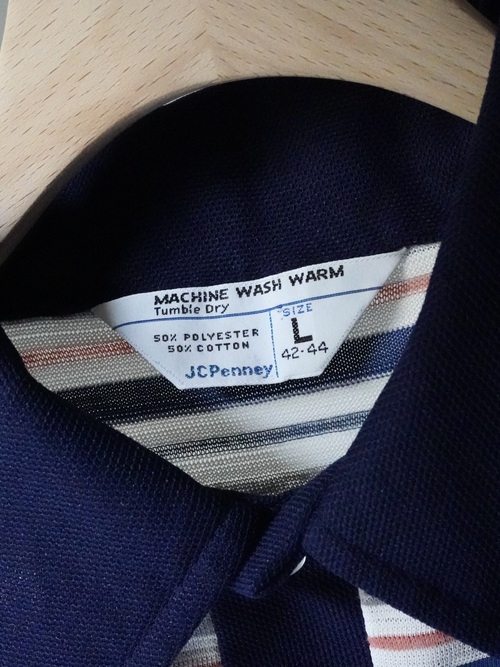 MACHINE WASH WARM
Tumble Dry
50% POLYESTER
50% COTTON
JCPenney
SIZE
L
42-44